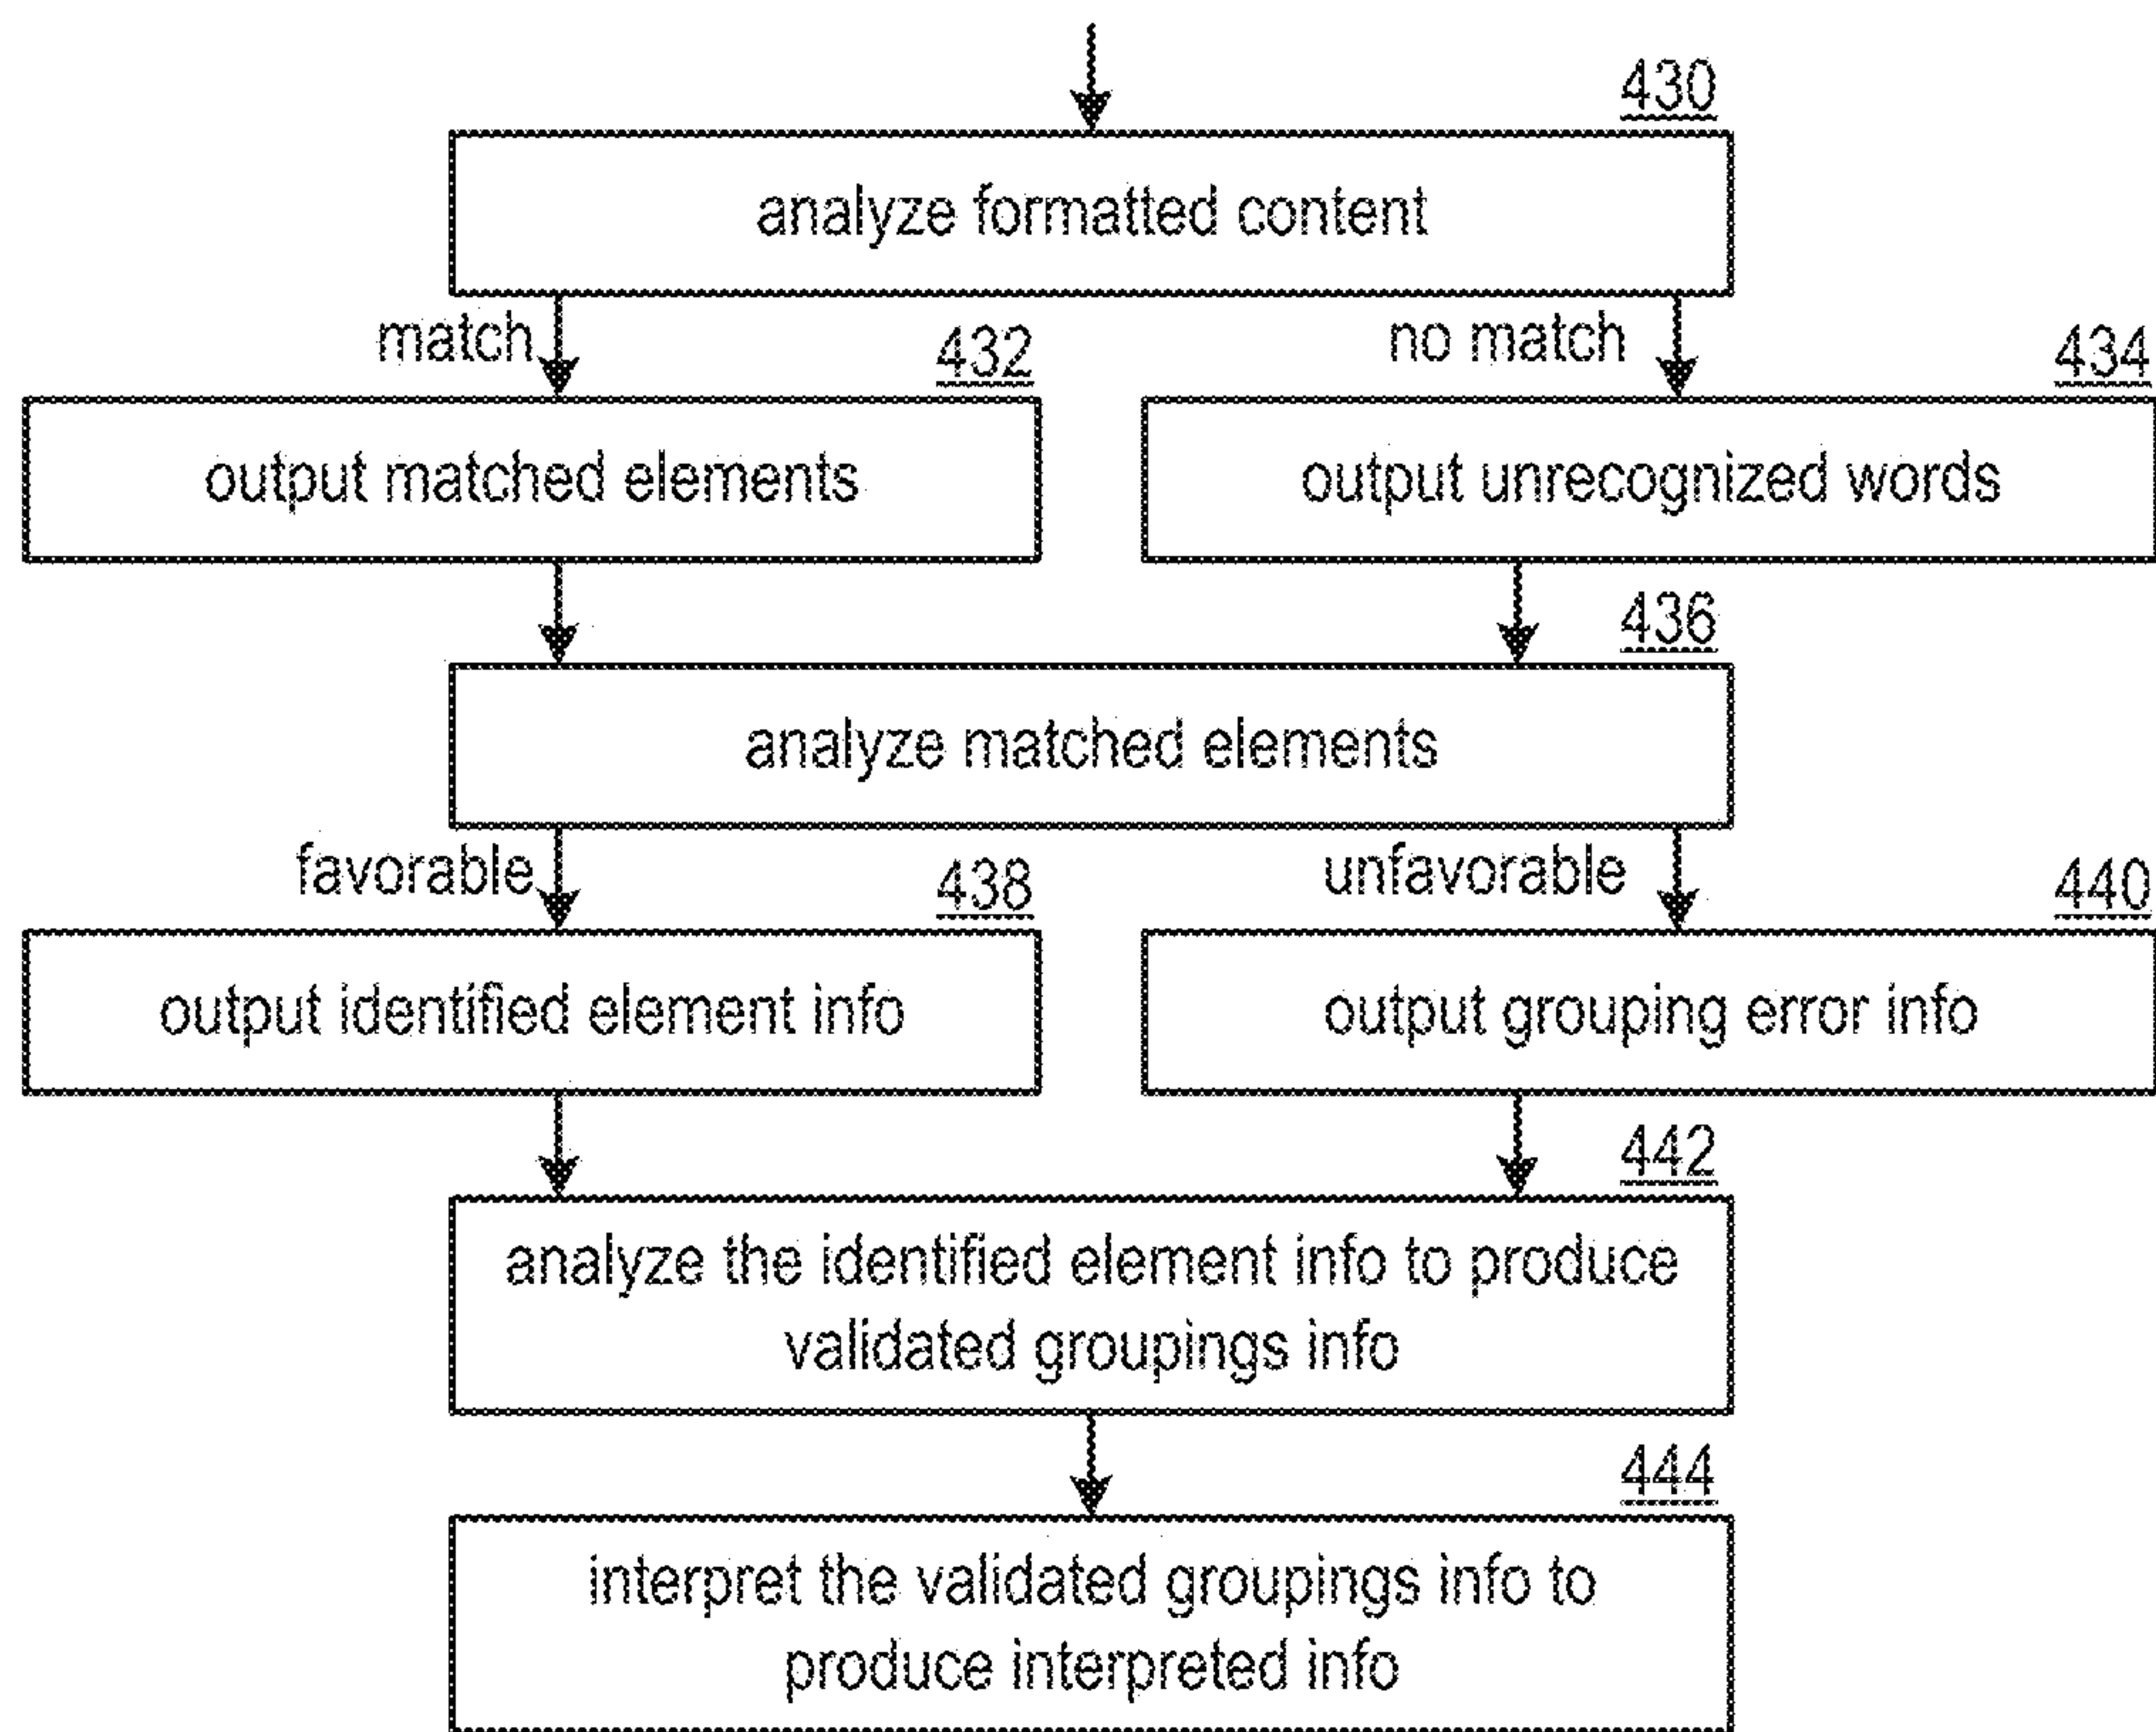 430
analyze formatted content
match
no match
432
434
output matched elements
output unrecognized words
436
analyze matched elements
favorable
unfavorable
438
440
output identified element info
output grouping error info
442
analyze the identified element info to produce
validated groupings info
444
interpret the validated groupings info to
produce interpreted info